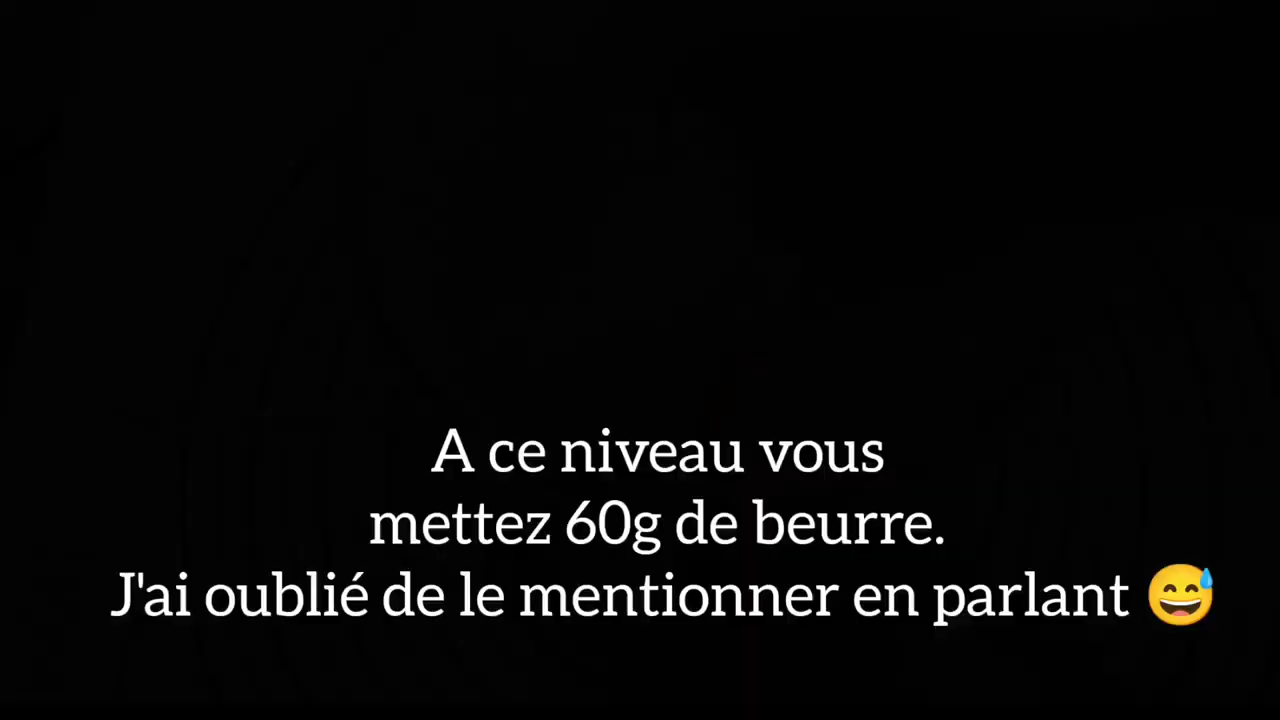 A ce niveau vous
mettez 60g de beurre.
J'ai oublié de le mentionner en parlant 😅